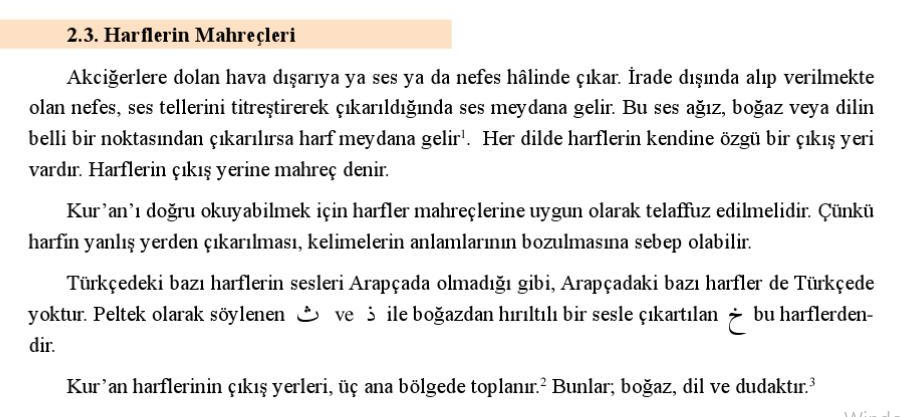 2.3. Harflerin Mahreçleri
Akciğerlere dolan hava dışarıya ya ses ya da nefes hâlinde çıkar. İrade dışında alıp verilmekte
olan nefes, ses tellerini titreştirerek çıkarıldığında ses meydana gelir. Bu ses ağız, boğaz veya dilin
belli bir noktasından çıkarılırsa harf meydana gelir¹. Her dilde harflerin kendine özgü bir çıkış yeri
vardır. Harflerin çıkış yerine mahreç denir.
Kur’an’ı doğru okuyabilmek için harfler mahreçlerine uygun olarak telaffuz edilmelidir. Çünkü
harfin yanlış yerden çıkarılması, kelimelerin anlamlarının bozulmasına sebep olabilir.
Türkçedeki bazı harflerin sesleri Arapçada olmadığı gibi, Arapçadaki bazı harfler de Türkçede
yoktur. Peltek olarak söylenen ث ve ذ ile boğazdan hırıltılı bir sesle çıkartılan خ bu harflerden-
dir.
Kur’an harflerinin çıkış yerleri, üç ana bölgede toplanır.² Bunlar; boğaz, dil ve dudaktır.³